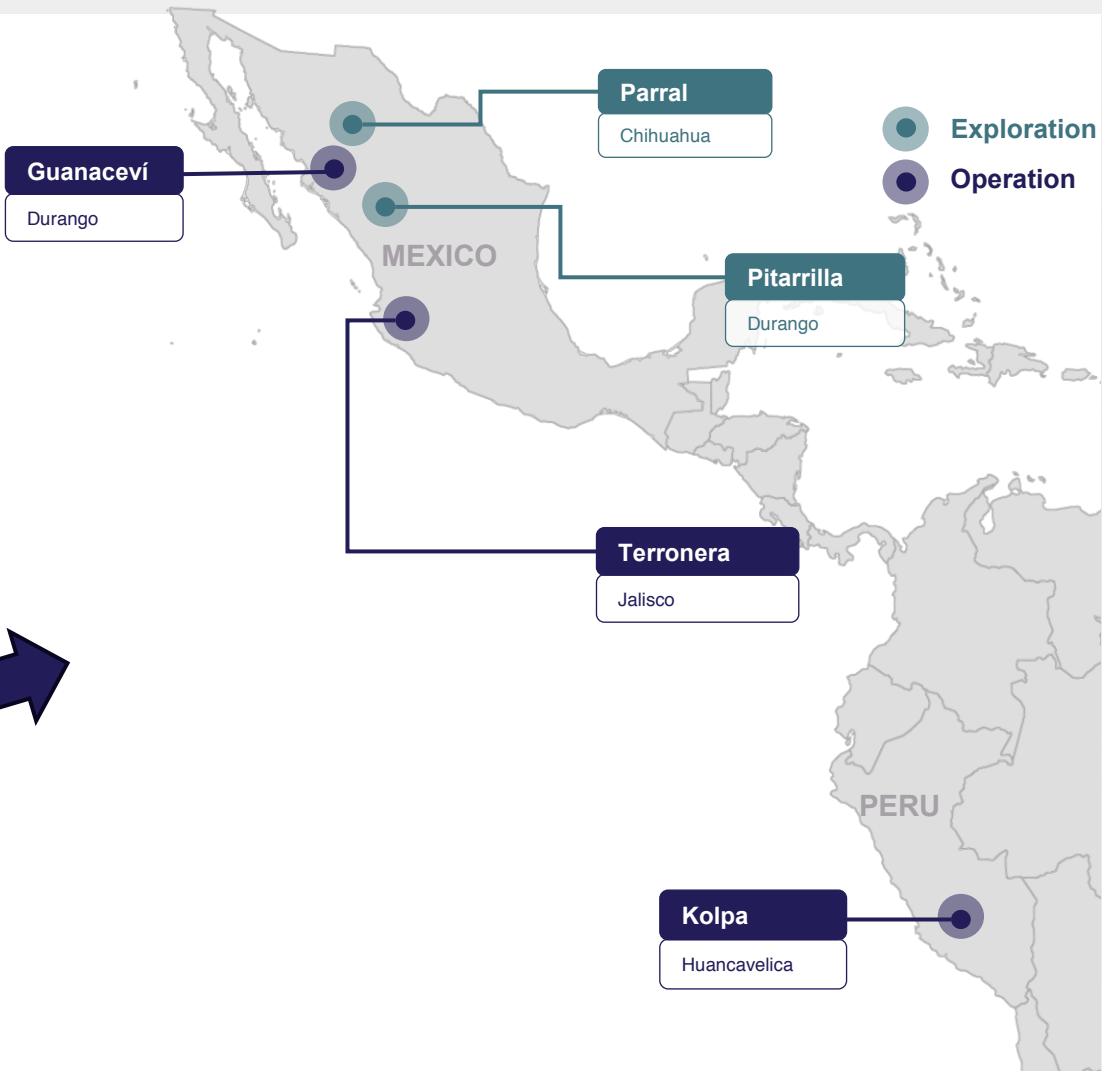 Parral
Chihuahua
Exploration
Operation
Guanaceví
Durango
MEXICO
Pitarrilla
Durango
Terronera
Jalisco
PERU
Kolpa
Huancavelica